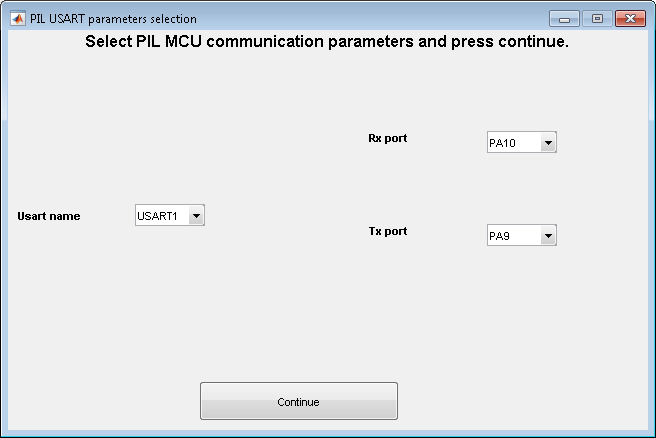 PIL USART parameters selection
Select PIL MCU communication parameters and press continue.
Rx port
PA10
Usart name
USART1
Tx port
PA9
Continue